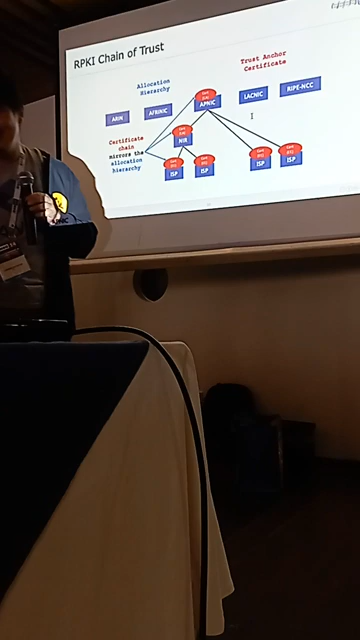 RPKI Chain of Trust
Allocation
Hierarchy
Trust Anchor
Certificate
ARIN
AFRINIC
APNIC
LACNIC
RIPE-NCC
Certificate
chain
mirrors the
allocation
hierarchy
NIR
ISP
ISP
ISP
ISP